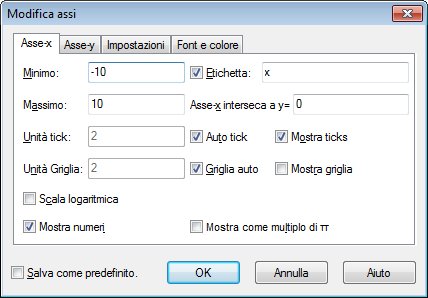 Modifica assi
Asse-x Asse-y Impostazioni Font e colore
Minimo: -10 Etichetta: x
Massimo: 10 Asse-x interseca a y= 0
Unità tick: 2 Auto tick Mostra ticks
Unità Griglia: 2 Griglia auto Mostra griglia
Scala logaritmica
Mostra numeri Mostra come multiplo di π
Salva come predefinito. OK Annulla Aiuto